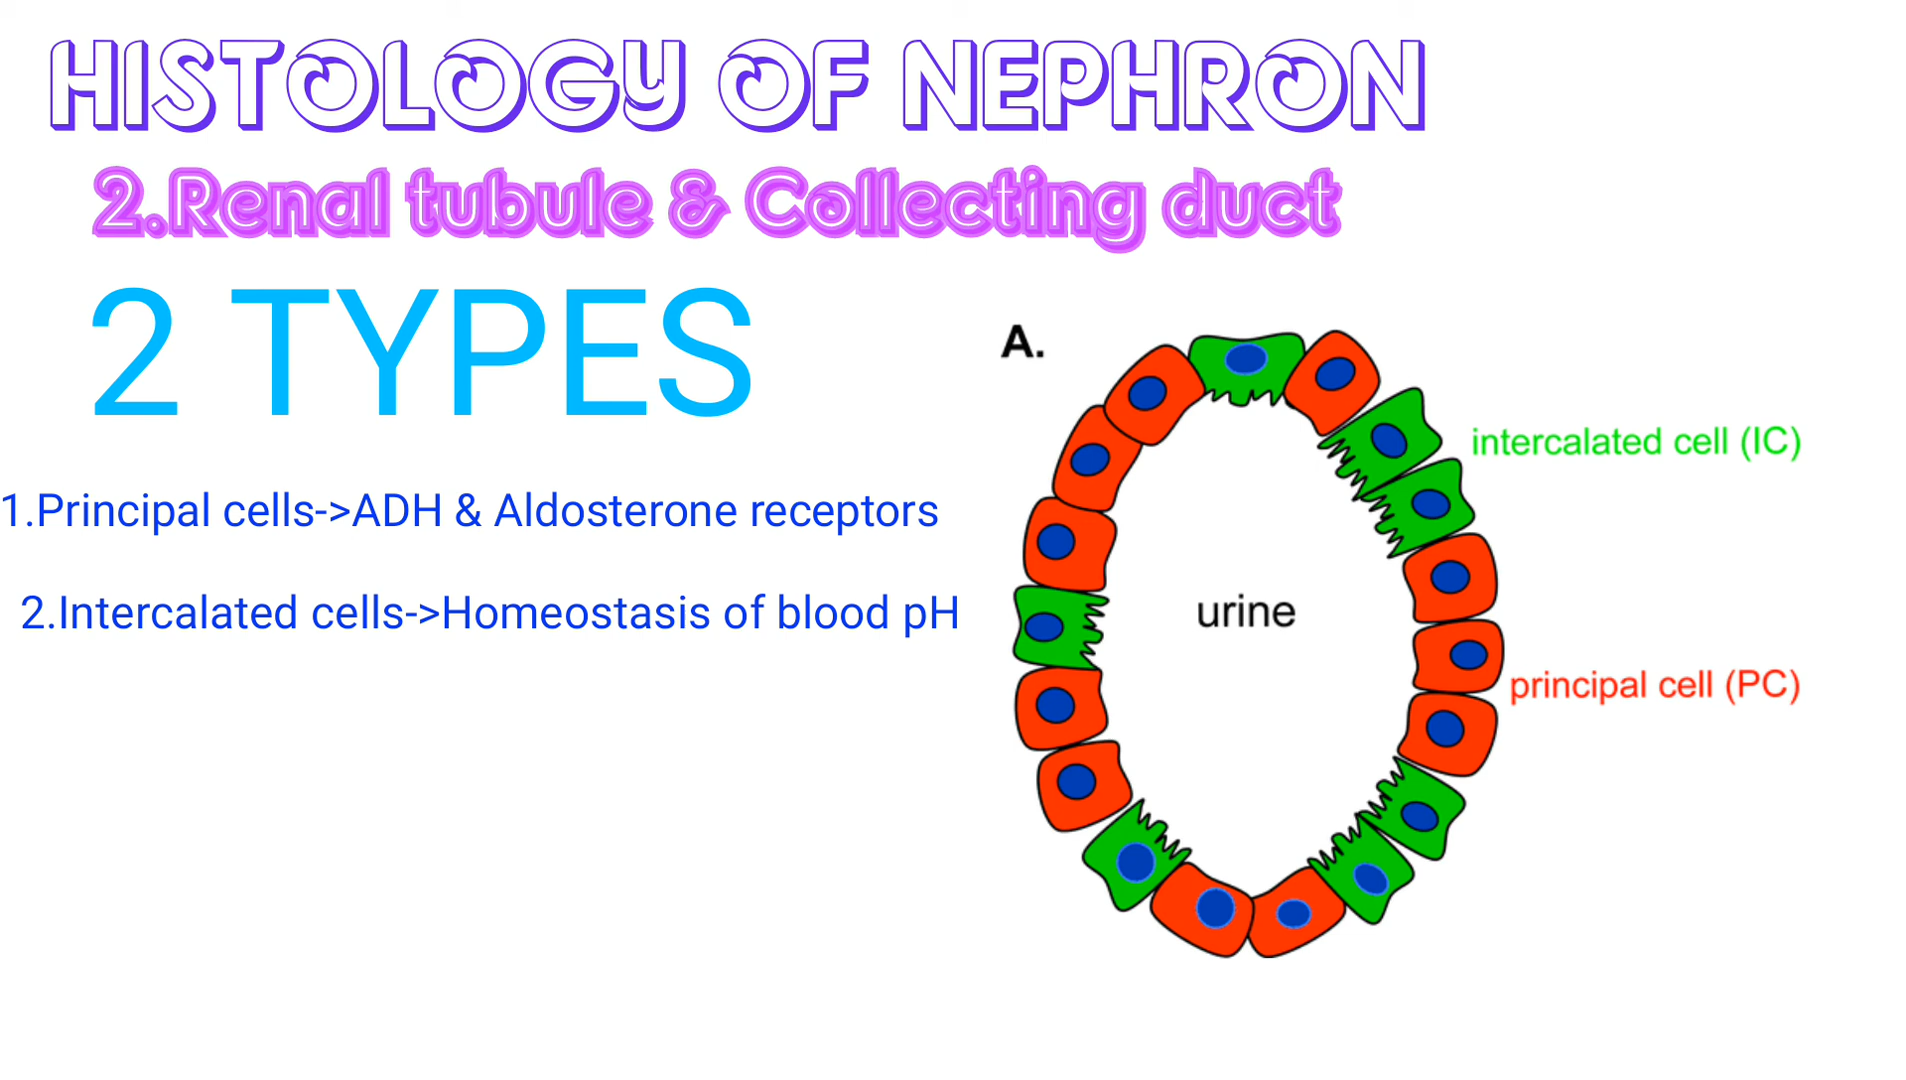 HISTOLOGY OF NEPHRON
2.Renal tubule & Collecting duct
2 TYPES
1.Principal cells->ADH & Aldosterone receptors
2.Intercalated cells->Homeostasis of blood pH
A.
intercalated cell (IC)
urine
principal cell (PC)